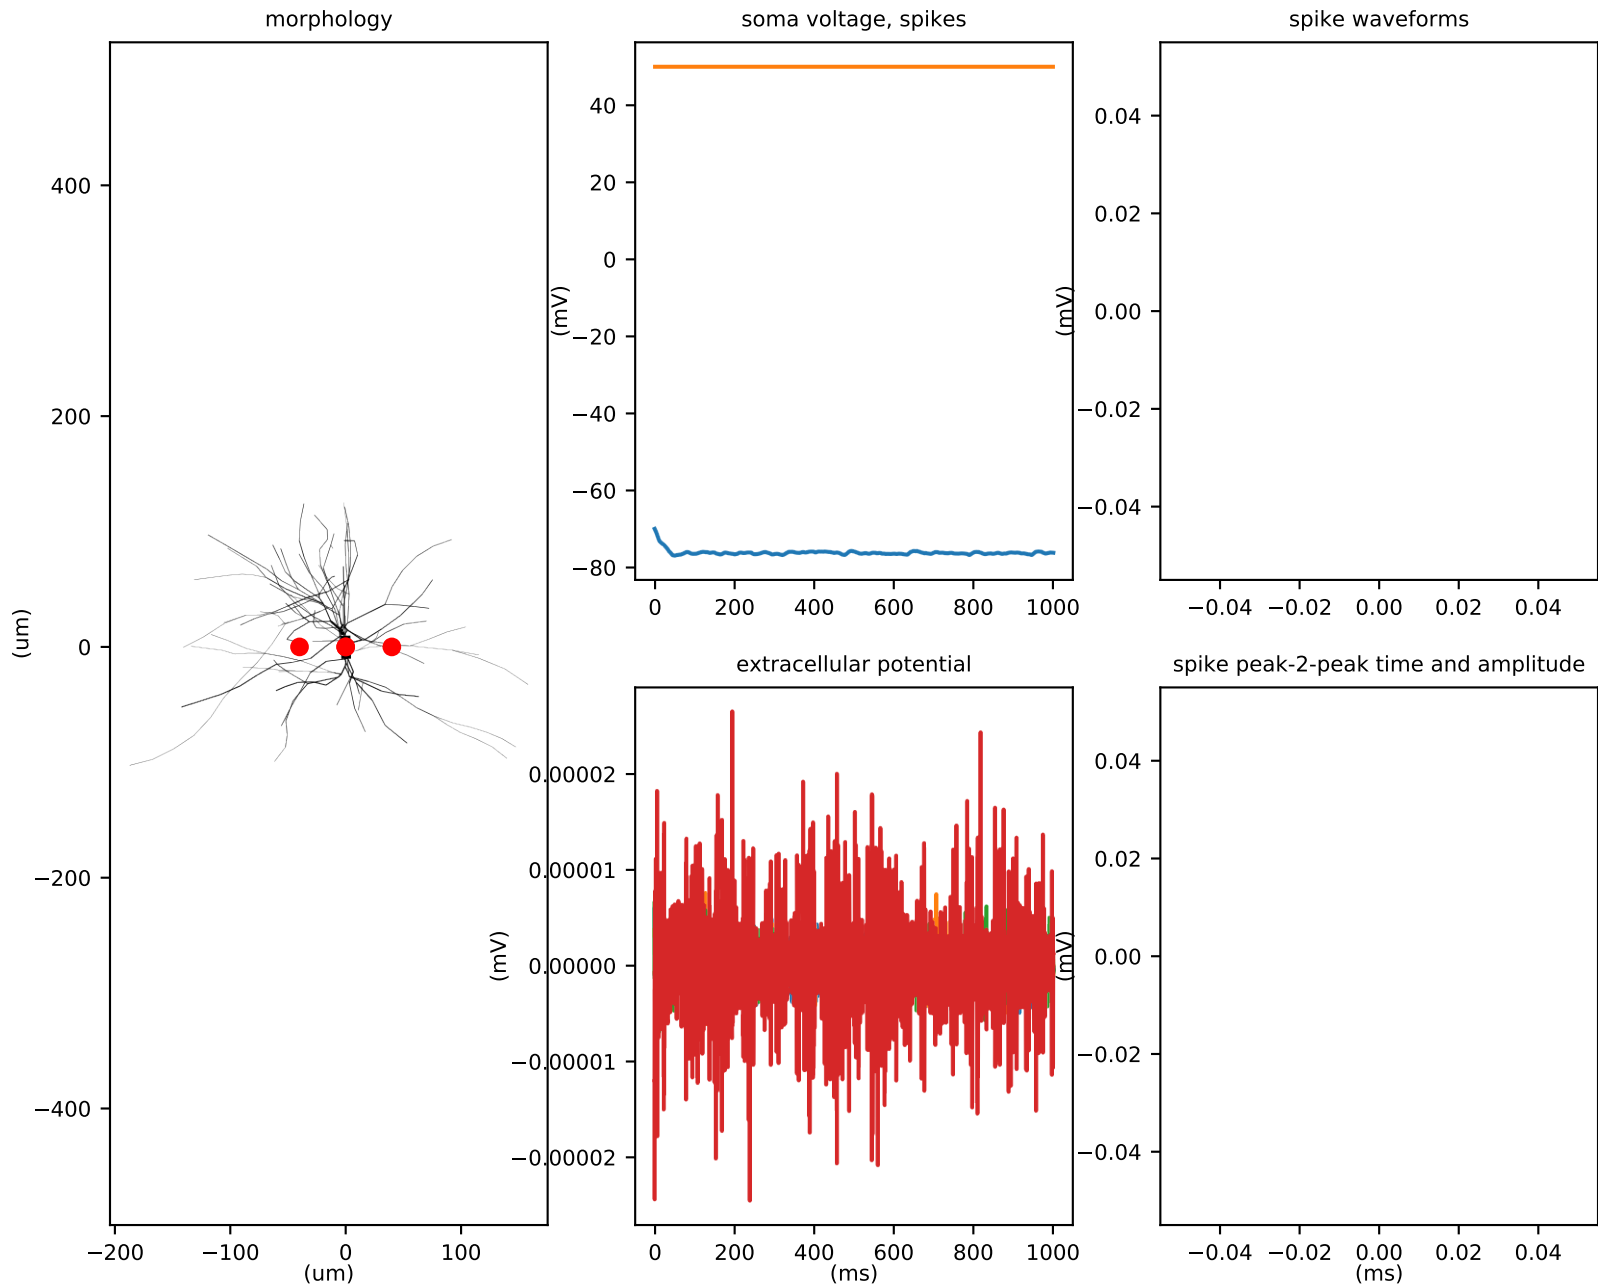 morphology
soma voltage, spikes
spike waveforms
400
200
0
−200
−400
(um)
−200 −100 0 100
(um)
40
20
0
−20
−40
−60
−80
(mV)
0 200 400 600 800 1000
0.04
0.02
0.00
−0.02
−0.04
(mV)
−0.04 −0.02 0.00 0.02 0.04
extracellular potential
spike peak-2-peak time and amplitude
0.00002
0.00001
0.00000
−0.00001
−0.00002
(mV)
0 200 400 600 800 1000
(ms)
0.04
0.02
0.00
−0.02
−0.04
(mV)
−0.04 −0.02 0.00 0.02 0.04
(ms)